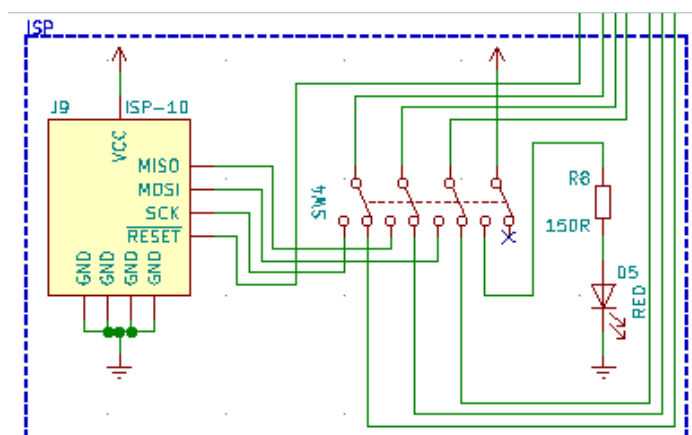 ISP
J9 ISP-10
VCC
MISO
MOSI
SCK
RESET
GND GND GND GND
SW4
R8
150R
D5
RED